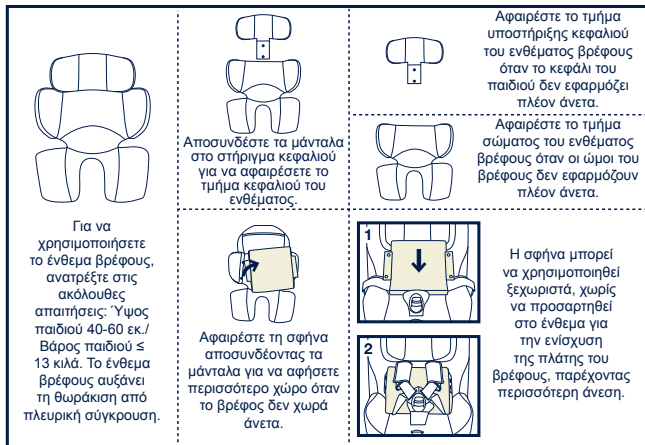 Για να
χρησιμοποιήσετε
το ένθεμα βρέφους,
ανατρέξτε στις
ακόλουθες
απαιτήσεις: Ύψος
παιδιού 40-60 εκ./
Βάρος παιδιού ≤
13 κιλά. Το ένθεμα
βρέφους αυξάνει
τη θωράκιση από
πλευρική σύγκρουση.
Αποσυνδέστε τα μάνταλα
στο στήριγμα κεφαλιού
για να αφαιρέσετε το
τμήμα κεφαλιού του
ενθέματος.
Αφαιρέστε το τμήμα
υποστήριξης κεφαλιού
του ενθέματος βρέφους
όταν το κεφάλι του
παιδιού δεν εφαρμόζει
πλέον άνετα.
Αφαιρέστε το τμήμα
σώματος του ενθέματος
βρέφους όταν οι ώμοι του
βρέφους δεν εφαρμόζουν
πλέον άνετα.
Αφαιρέστε τη σφήνα
αποσυνδέοντας τα
μάνταλα για να αφήσετε
περισσότερο χώρο όταν
το βρέφος δεν χωρά
άνετα.
1
2
Η σφήνα μπορεί
να χρησιμοποιηθεί
ξεχωριστά, χωρίς
να προσαρτηθεί
στο ένθεμα για
την ενίσχυση
της πλάτης του
βρέφους, παρέχοντας
περισσότερη άνεση.